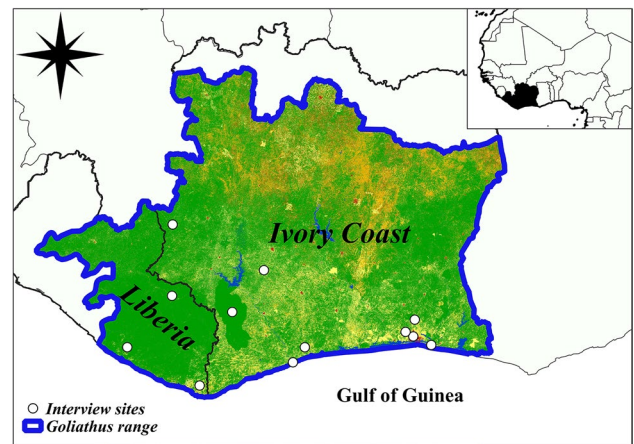 Ivory Coast
Liberia
Gulf of Guinea
Interview sites
Goliathus range